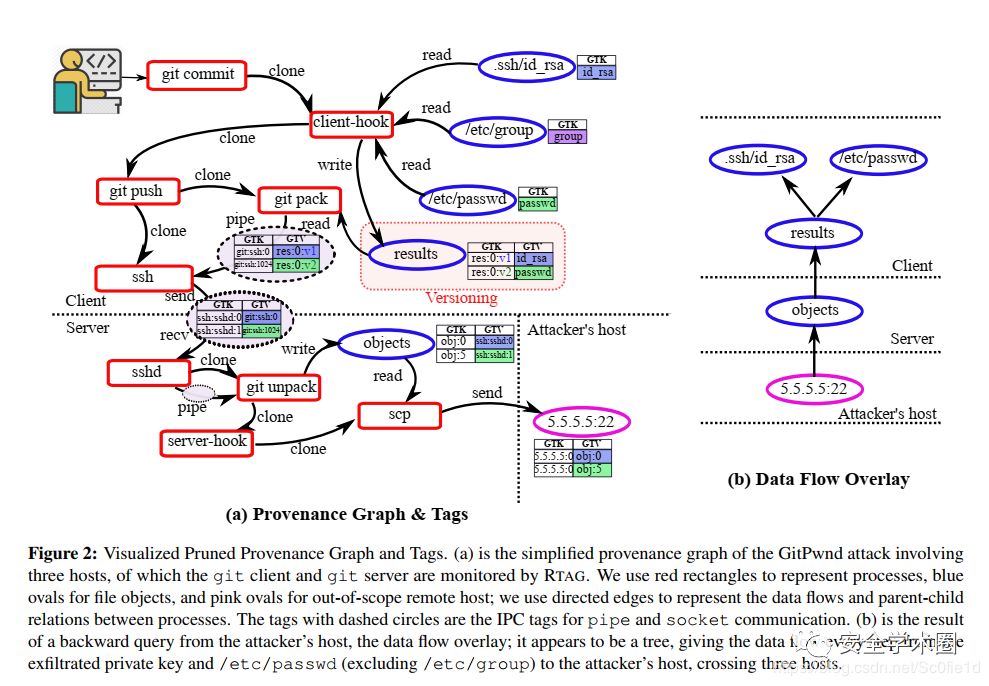 git commit
clone
read
.ssh/id_rsa
GTK
id_rsa
client-hook
read
/etc/group
GTK
group
clone
write
read
/etc/passwd
GTK
passwd
git push
clone
git pack
clone
pipe
read
GTK GTV
git:ssh:0 res:0:v1
git:ssh:1024 res:0:v2
results
GTK GTV
res:0:v1 id_rsa
res:0:v2 passwd
Versioning
ssh
send
Client
Server
GTK GTV
ssh:sshd:0 git:ssh:0
ssh:sshd:1 git:ssh:1024
recv
sshd
clone
write
pipe
git unpack
objects
GTK GTV
obj:0 ssh:sshd:0
obj:5 ssh:sshd:1
read
clone
server-hook
clone
scp
send
Attacker's host
5.5.5.5:22
GTK GTV
5.5.5.5:0 obj:0
5.5.5.5:0 obj:5
(a) Provenance Graph & Tags
.ssh/id_rsa
/etc/passwd
results
Client
objects
Server
5.5.5.5:22
Attacker's host
(b) Data Flow Overlay
Figure 2: Visualized Pruned Provenance Graph and Tags. (a) is the simplified provenance graph of the GitPwnd attack involving
three hosts, of which the git client and git server are monitored by RTAG. We use red rectangles to represent processes, blue
ovals for file objects, and pink ovals for out-of-scope remote host; we use directed edges to represent the data flows and parent-child
relations between processes. The tags with dashed circles are the IPC tags for pipe and socket communication. (b) is the result
of a backward query from the attacker's host, the data flow overlay; it appears to be a tree, giving the data
exfiltrated private key and /etc/passwd (excluding /etc/group) to the attacker's host, crossing three hosts.
安全学术圈
https://blog.csdn.net/Sc0fie1d